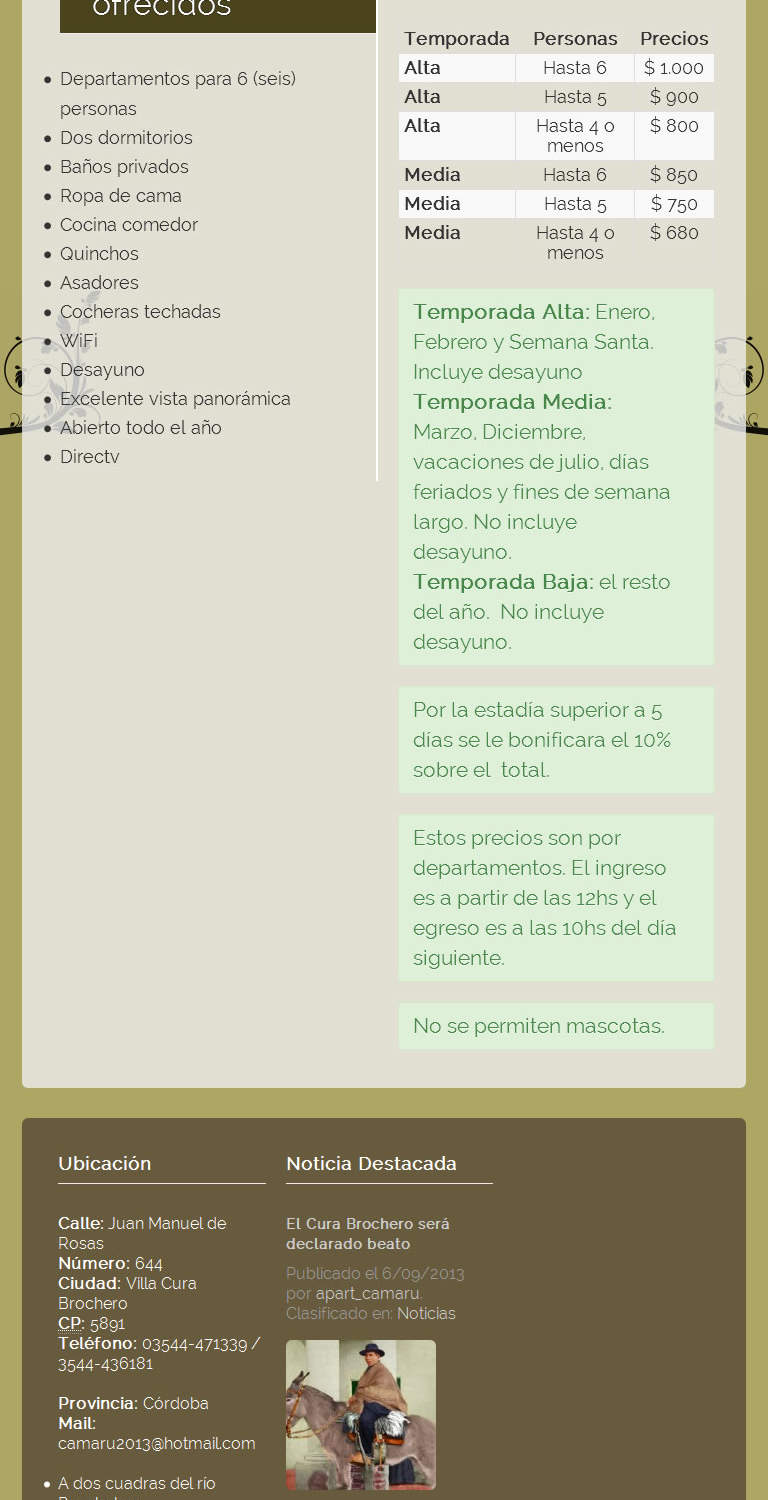 ofrecidos
Departamentos para 6 (seis)
personas
Dos dormitorios
Baños privados
Ropa de cama
Cocina comedor
Quinchos
Asadores
Cocheras techadas
WiFi
Desayuno
Excelente vista panorámica
Abierto todo el año
Directv
Temporada Personas Precios
Alta Hasta 6 $ 1.000
Alta Hasta 5 $ 900
Alta Hasta 4 o $ 800
menos
Media Hasta 6 $ 850
Media Hasta 5 $ 750
Media Hasta 4 o $ 680
menos
Temporada Alta: Enero,
Febrero y Semana Santa.
Incluye desayuno
Temporada Media:
Marzo, Diciembre,
vacaciones de julio, días
feriados y fines de semana
largo. No incluye
desayuno.
Temporada Baja: el resto
del año. No incluye
desayuno.
Por la estadía superior a 5
días se le bonificara el 10%
sobre el total.
Estos precios son por
departamentos. El ingreso
es a partir de las 12hs y el
egreso es a las 10hs del día
siguiente.
No se permiten mascotas.
Ubicación
Calle: Juan Manuel de
Rosas
Número: 644
Ciudad: Villa Cura
Brochero
CP: 5891
Teléfono: 03544-471339 /
3544-436181
Provincia: Córdoba
Mail:
camaru2013@hotmail.com
A dos cuadras del río
Noticia Destacada
El Cura Brochero será
declarado beato
Publicado el 6/09/2013
por apart_camaru.
Clasificado en: Noticias